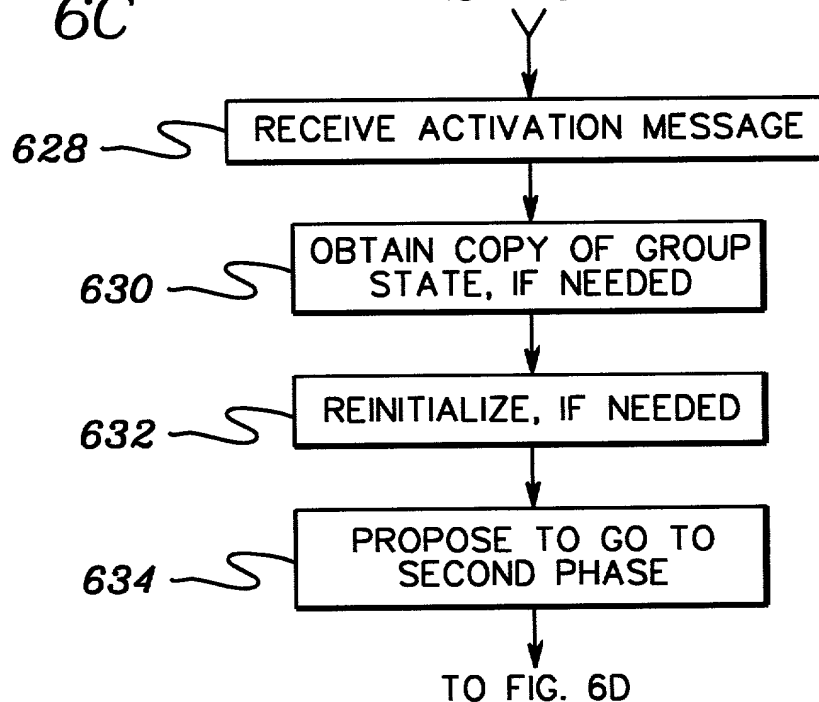 6C
628
RECEIVE ACTIVATION MESSAGE
630
OBTAIN COPY OF GROUP
STATE, IF NEEDED
632
REINITIALIZE, IF NEEDED
634
PROPOSE TO GO TO
SECOND PHASE
TO FIG. 6D